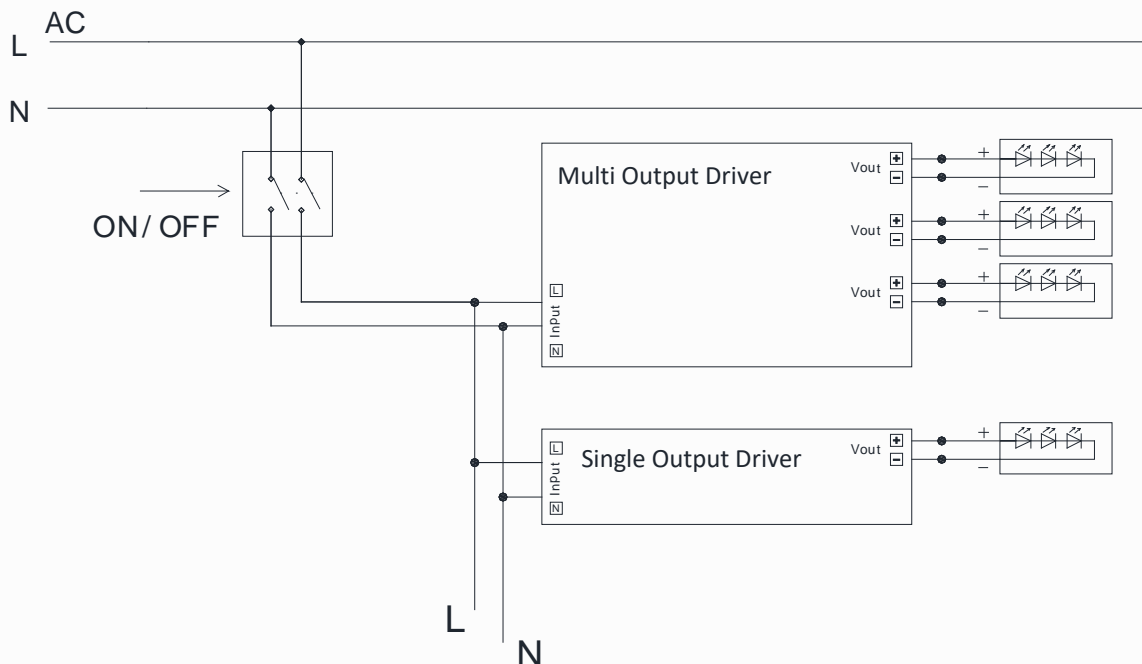 AC
L
N
ON/ OFF
Multi Output Driver
Vout
+
−
+
−
Vout
+
−
+
−
Vout
+
−
+
−
L
InPut
N
Single Output Driver
Vout
+
−
+
−
L
InPut
N
L
N